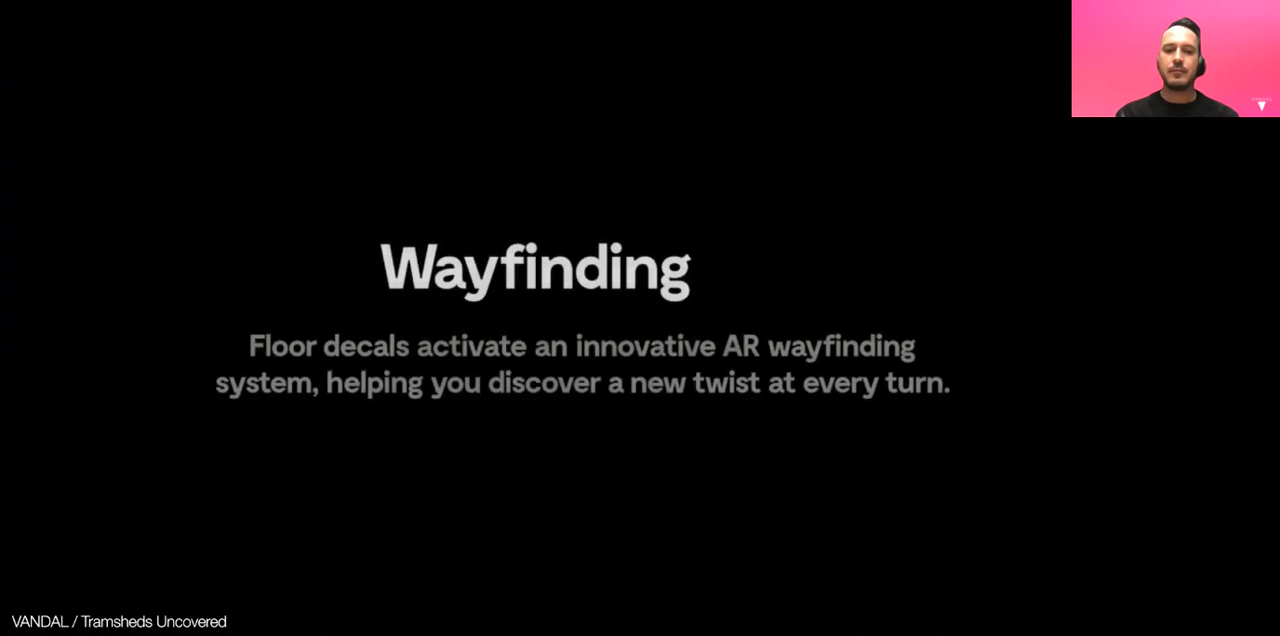 Wayfinding
Floor decals activate an innovative AR wayfinding
system, helping you discover a new twist at every turn.
VANDAL / Tramsheds Uncovered